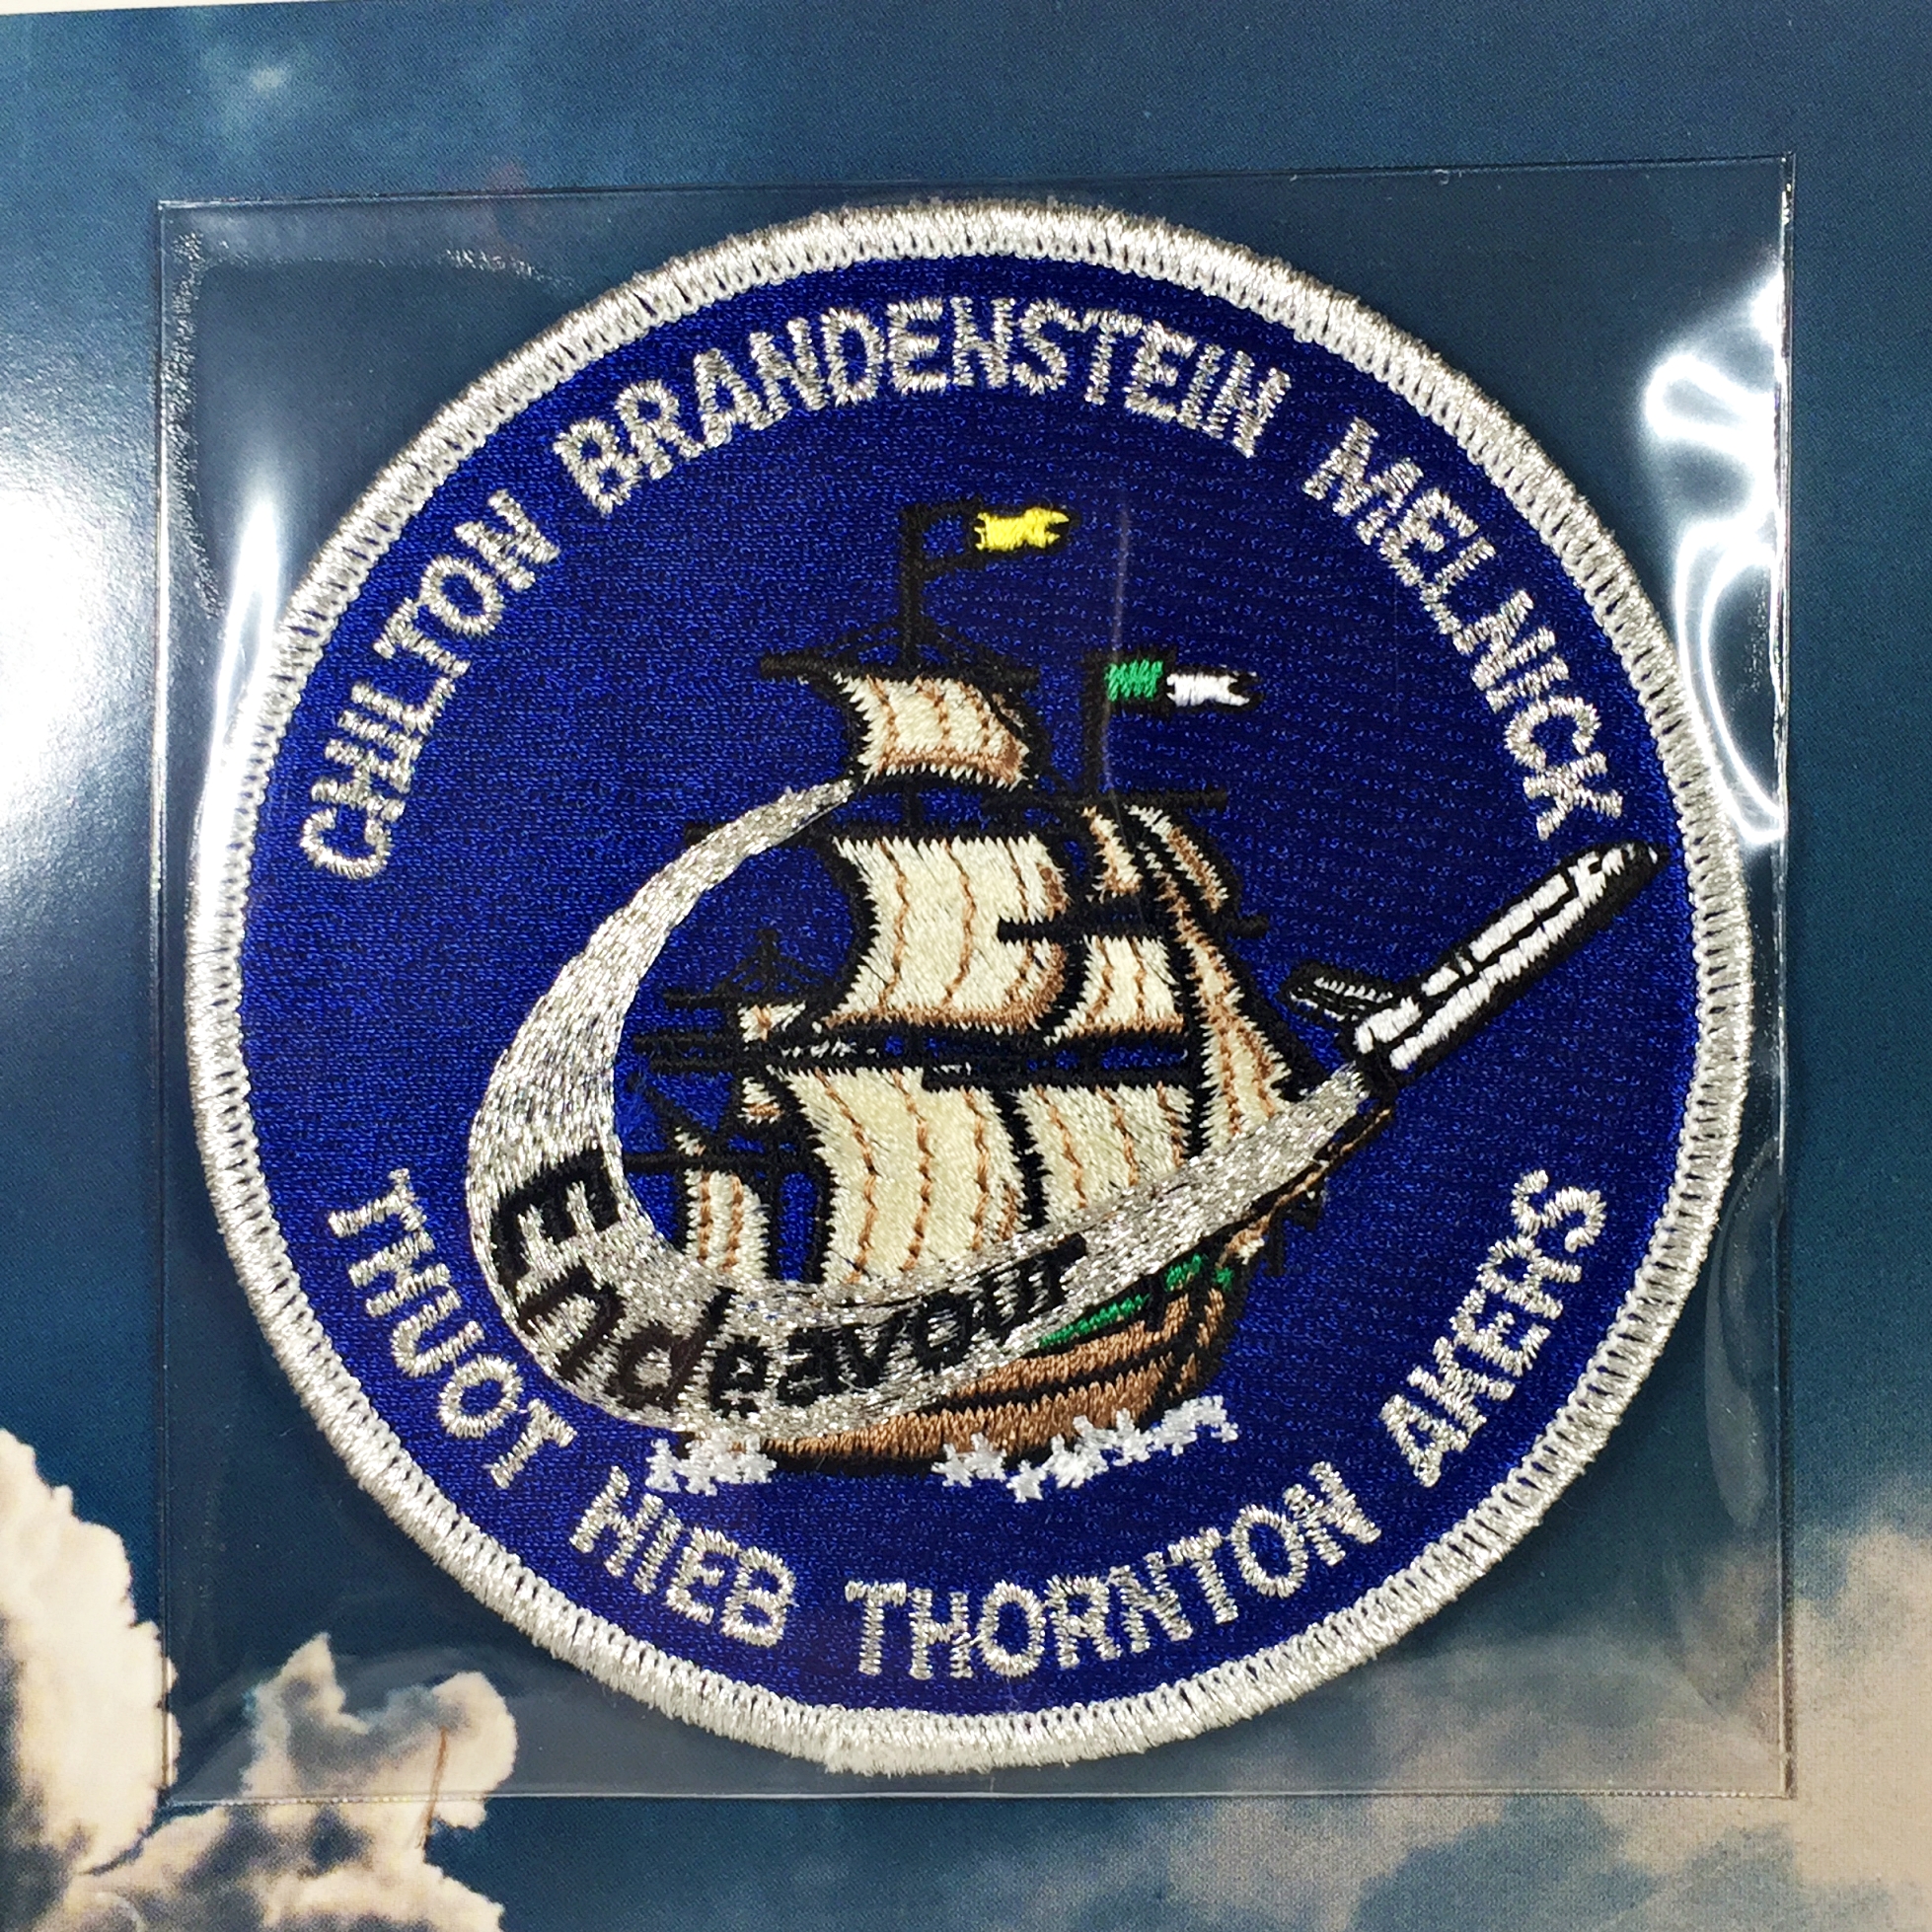 CHILTON BRANDENSTEIN MELNICK
Endeavour
THUOT HIEB THORNTON AKERS